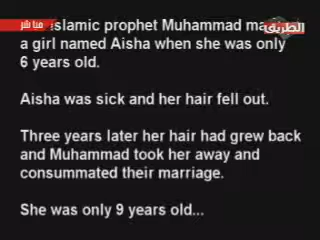 مباشر
الطريق
Islamic prophet Muhammad
a girl named Aisha when she was only
6 years old.
Aisha was sick and her hair fell out.
Three years later her hair had grew back
and Muhammad took her away and
consummated their marriage.
She was only 9 years old...